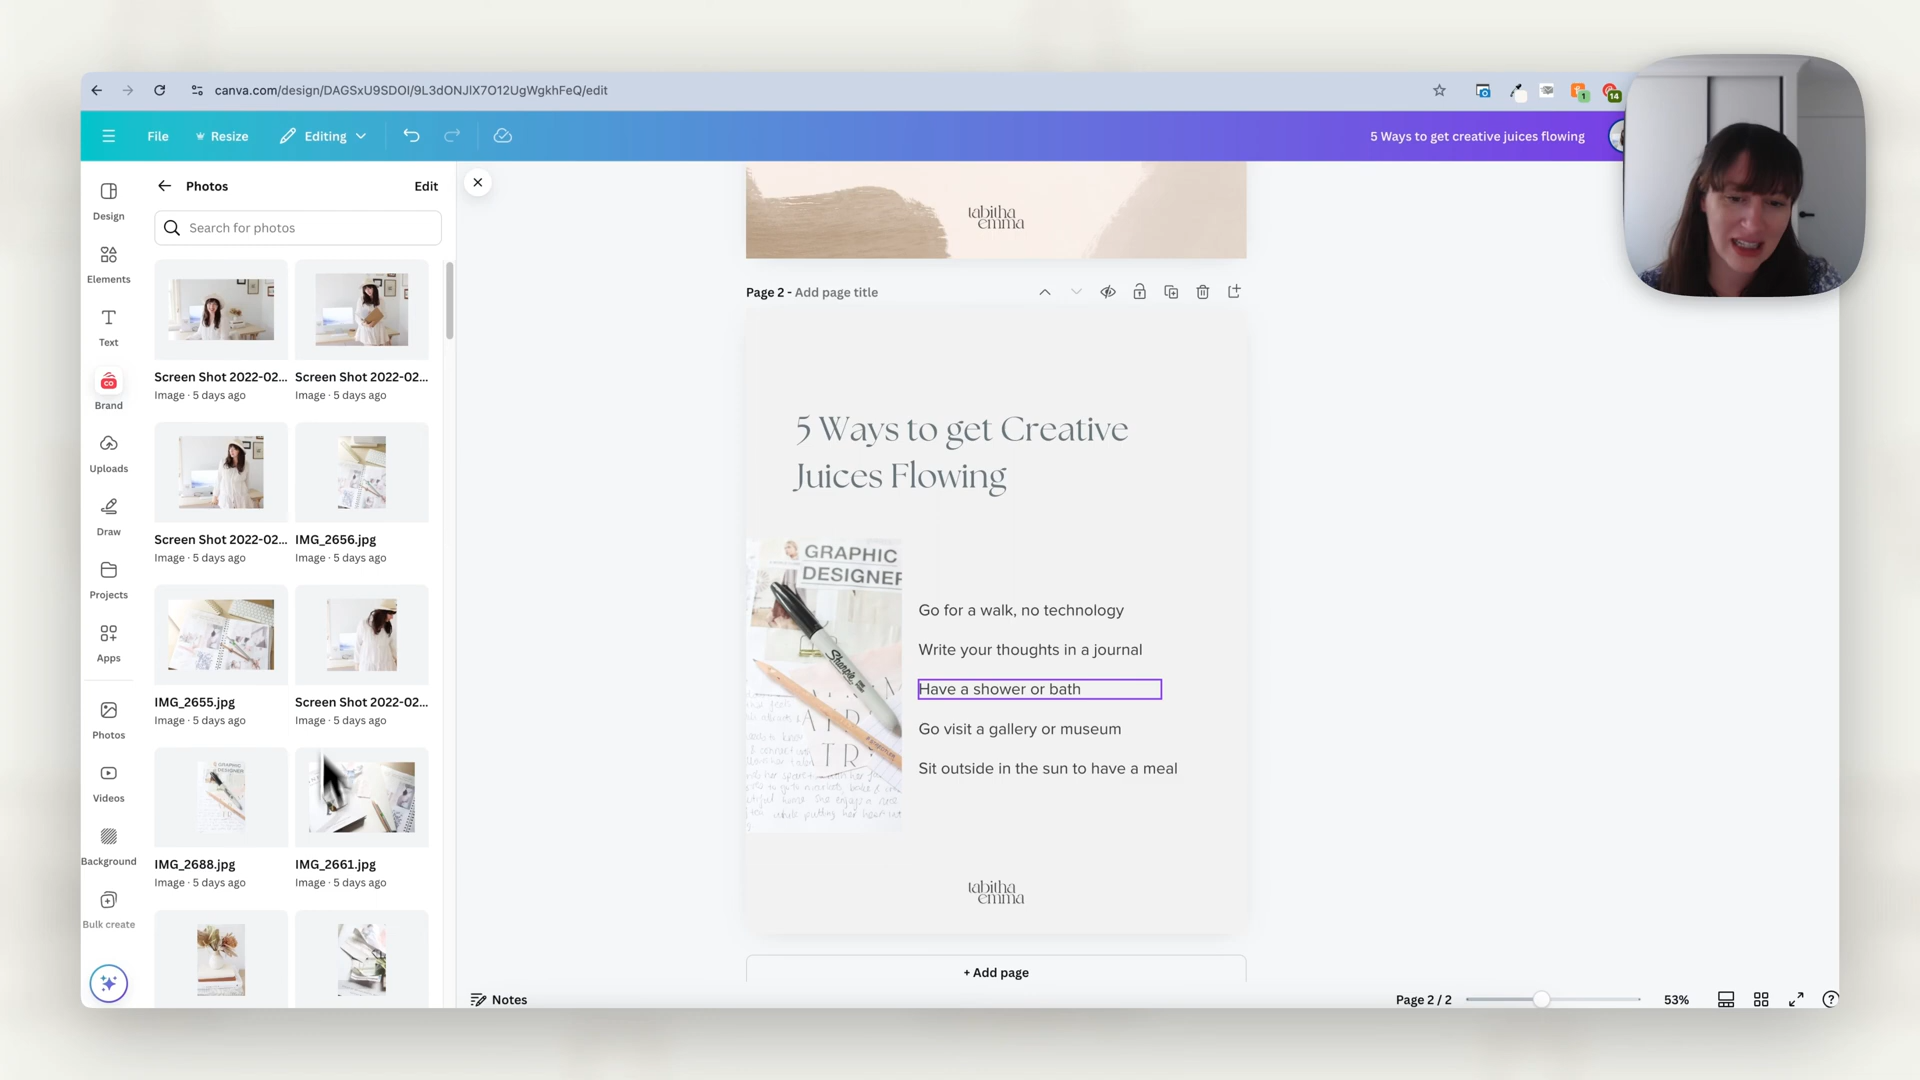 canva.com/design/DAGSxU9SDOI/9L3dONJlX7O12UgWgkhFeQ/edit
1
14
File
Resize
Editing
5 Ways to get creative juices flowing
Design
Elements
Text
CO
Brand
Uploads
Draw
Projects
Apps
Photos
Videos
Background
Bulk create
Photos
Edit
Search for photos
Screen Shot 2022-02...
Image · 5 days ago
Screen Shot 2022-02...
Image · 5 days ago
Screen Shot 2022-02...
Image · 5 days ago
IMG_2656.jpg
Image · 5 days ago
IMG_2655.jpg
Image · 5 days ago
Screen Shot 2022-02...
Image · 5 days ago
IMG_2688.jpg
Image · 5 days ago
IMG_2661.jpg
Image · 5 days ago
tabitha
emma
Page 2 - Add page title
5 Ways to get Creative
Juices Flowing
GRAPHIC
DESIGNER
Sharpie
Go for a walk, no technology
Write your thoughts in a journal
Have a shower or bath
Go visit a gallery or museum
Sit outside in the sun to have a meal
tabitha
emma
+ Add page
Notes
Page 2 / 2
53%